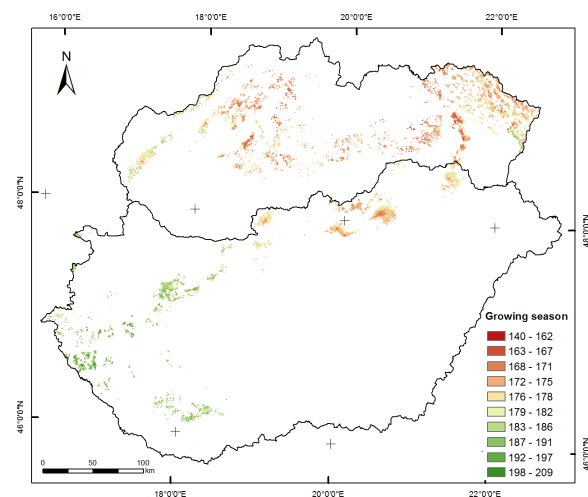 16°0'0"E 18°0'0"E 20°0'0"E 22°0'0"E
N
48°0'0"N
48°0'0"N
46°0'0"N
46°0'0"N
Growing season
140 - 162
163 - 167
168 - 171
172 - 175
176 - 178
179 - 182
183 - 186
187 - 191
192 - 197
198 - 209
0 50 100
km
18°0'0"E 20°0'0"E 22°0'0"E